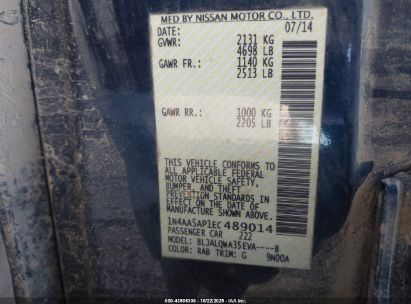 MFD BY NISSAN MOTOR CO., LTD.
DATE: 07/14
GVWR: 2131 KG
4698 LB
GAWR FR.: 1140 KG
2513 LB
GAWR RR.: 1000 KG
2205 LB
THIS VEHICLE CONFORMS TO
ALL APPLICABLE FEDERAL
MOTOR VEHICLE SAFETY,
BUMPER, AND THEFT
PREVENTION STANDARDS IN
EFFECT ON THE DATE OF
MANUFACTURE SHOWN ABOVE.
1N4AA5AP1EC489014
PASSENGER CAR 222
MODEL: BLJALQWA35EVA----B
COLOR: RAB TRIM: G 9N00A